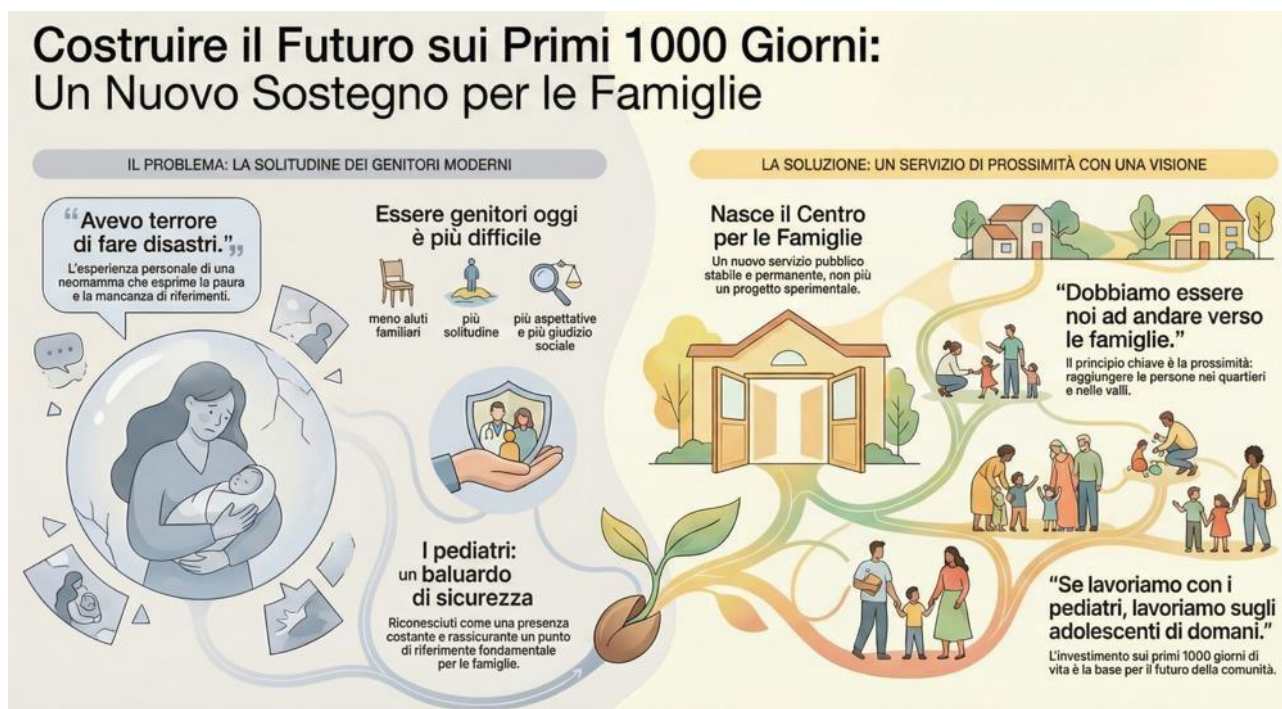 Costruire il Futuro sui Primi 1000 Giorni:
Un Nuovo Sostegno per le Famiglie
IL PROBLEMA: LA SOLITUDINE DEI GENITORI MODERNI
“Avevo terrore
di fare disastri.”
L'esperienza personale di una
neomamma che esprime la paura
e la mancanza di riferimenti.
Essere genitori oggi
è più difficile
meno aluti
familiari
più
solitudine
più aspettative
e più giudizio
sociale
I pediatri:
un baluardo
di sicurezza
Riconesciuti come una presenza
costante e rassicurante un punto
di riferimente fondamentale
per le famiglie.
LA SOLUZIONE: UN SERVIZIO DI PROSSIMITÀ CON UNA VISIONE
Nasce il Centro
per le Famiglie
Un nuovo servizio pubblico
stabile e permanente, non più
un progetto sperimentale.
“Dobbiamo essere
noi ad andare verso
le famiglie.”
Il principio chiave è la prossimità:
raggiungere le persone nei quartieri
e nelle valli.
“Se lavoriamo con i
pediatri, lavoriamo sugli
adolescenti di domani.”
L'investimento sui primi 1000 giorni di
vita è la base per il futuro della comunità.